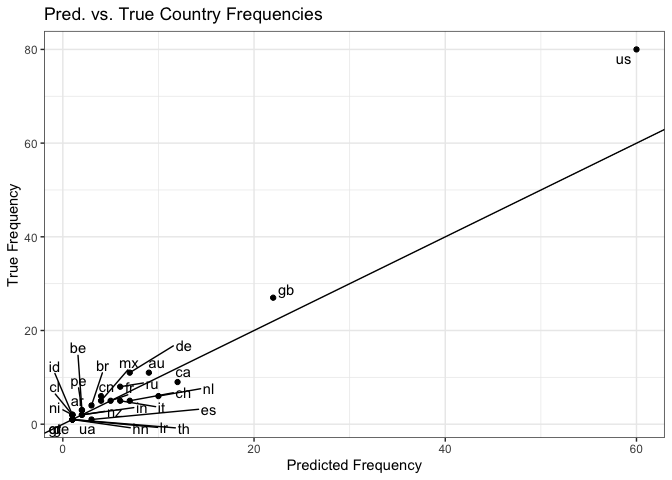 Pred. vs. True Country Frequencies
80
us
60
True Frequency
40
gb
20
be
de
id
br
mx
au
ca
cl
pe
cn
fr
ru
nl
ni
ar
ch
nz
in
it
es
ua
hn
lr
th
0
0
20
40
60
Predicted Frequency